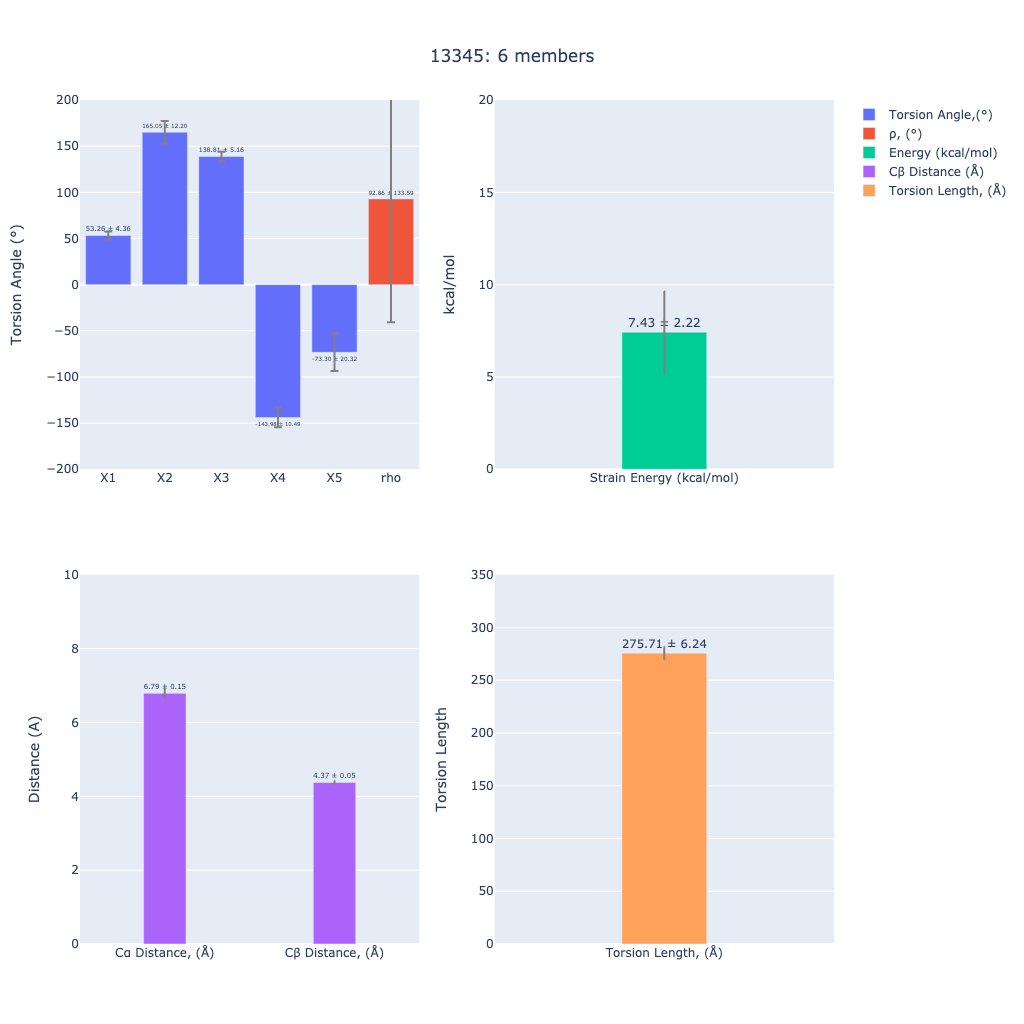 13345: 6 members
Torsion Angle (°)
200
150
100
50
0
−50
−100
−150
−200
53.26 ± 4.36
165.05 ± 12.20
138.81 ± 5.16
-143.98 ± 10.49
-73.30 ± 20.32
92.86 ± 133.59
X1 X2 X3 X4 X5 rho
kcal/mol
20
15
10
5
0
7.43 ± 2.22
Strain Energy (kcal/mol)
Torsion Angle,(°)
ρ, (°)
Energy (kcal/mol)
Cβ Distance (Å)
Torsion Length, (Å)
Distance (A)
10
8
6
4
2
0
6.79 ± 0.15
4.37 ± 0.05
Cα Distance, (Å) Cβ Distance, (Å)
Torsion Length
350
300
250
200
150
100
50
0
275.71 ± 6.24
Torsion Length, (Å)